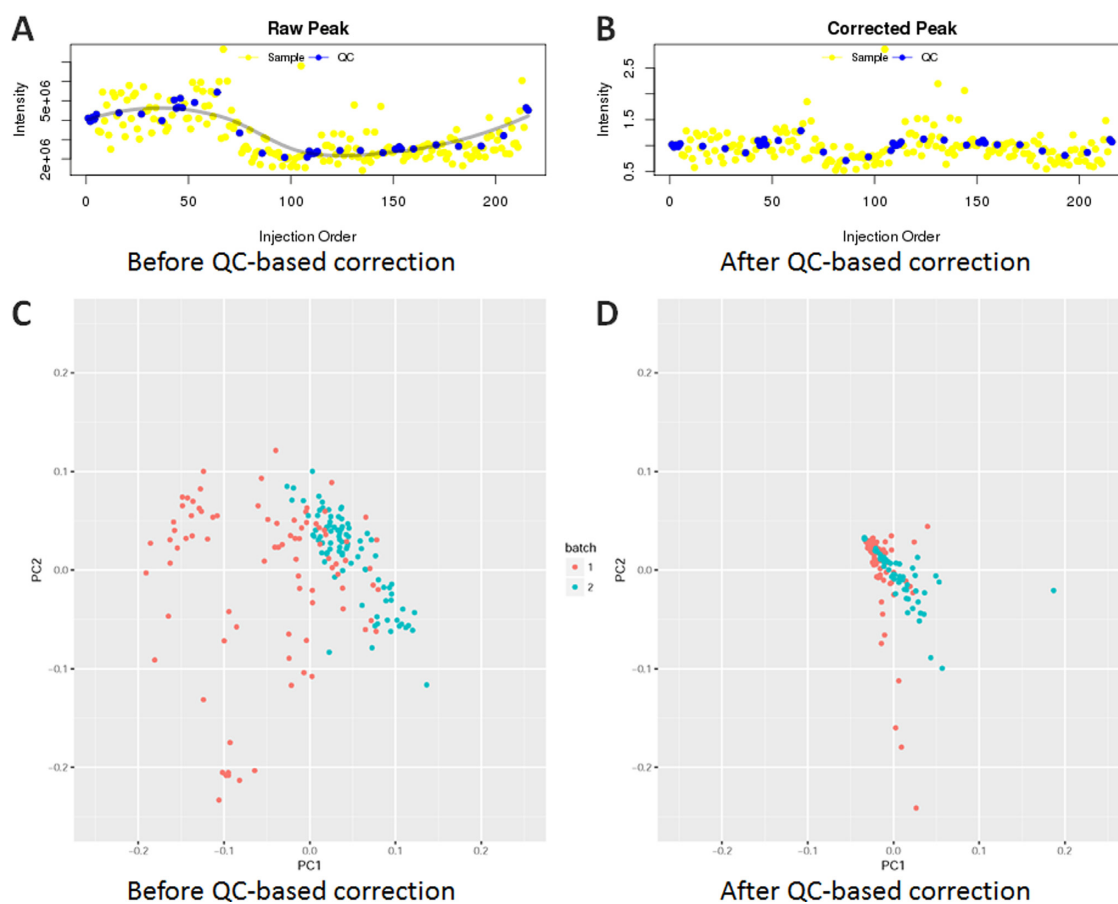 A
Raw Peak
Sample QC
Intensity
5e+06
2e+06
0 50 100 150 200
Injection Order
Before QC-based correction
B
Corrected Peak
Sample QC
Intensity
2.5
1.5
0.5
0 50 100 150 200
Injection Order
After QC-based correction
C
PC2
0.2
0.1
0.0
−0.1
−0.2
−0.2 −0.1 0.0 0.1 0.2
PC1
Before QC-based correction
batch
1
2
D
PC2
0.2
0.1
0.0
−0.1
−0.2
−0.2 −0.1 0.0 0.1 0.2
PC1
After QC-based correction